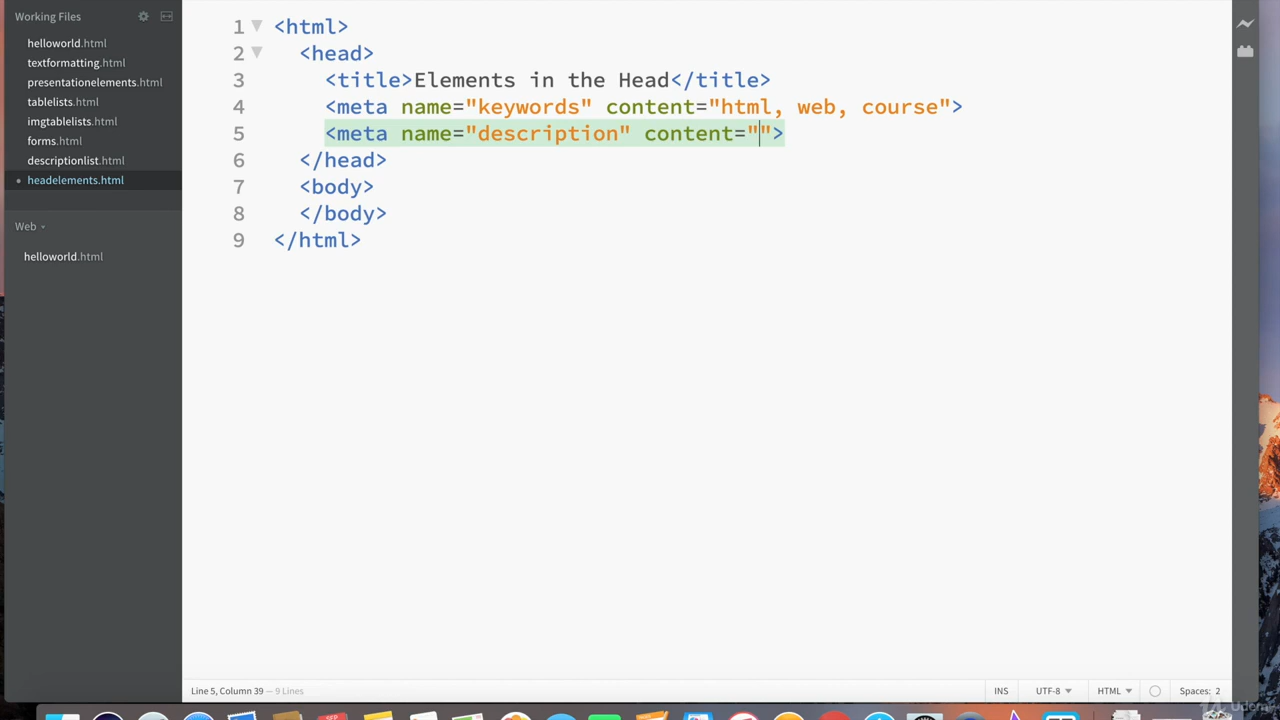 Working Files
helloworld.html
textformatting.html
presentationelements.html
tablelists.html
imgtablelists.html
forms.html
descriptionlist.html
headelements.html
Web
helloworld.html
1 <html>
2 <head>
3 <title>Elements in the Head</title>
4 <meta name="keywords" content="html, web, course">
5 <meta name="description" content="">
6 </head>
7 <body>
8 </body>
9 </html>
Line 5, Column 39 — 9 Lines
INS UTF-8 HTML Spaces: 2
SEP
Udemy